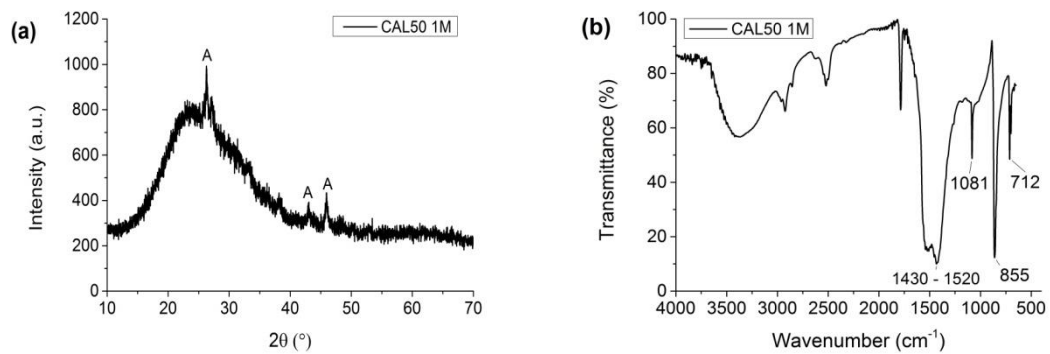 (a)
CAL50 1M
A
A
A
1200
1000
800
600
400
200
0
Intensity (a.u.)
10 20 30 40 50 60 70
2θ (°)
(b)
CAL50 1M
100
80
60
40
20
0
Transmittance (%)
1081
712
1430 - 1520
855
4000 3500 3000 2500 2000 1500 1000 500
Wavenumber (cm⁻¹)